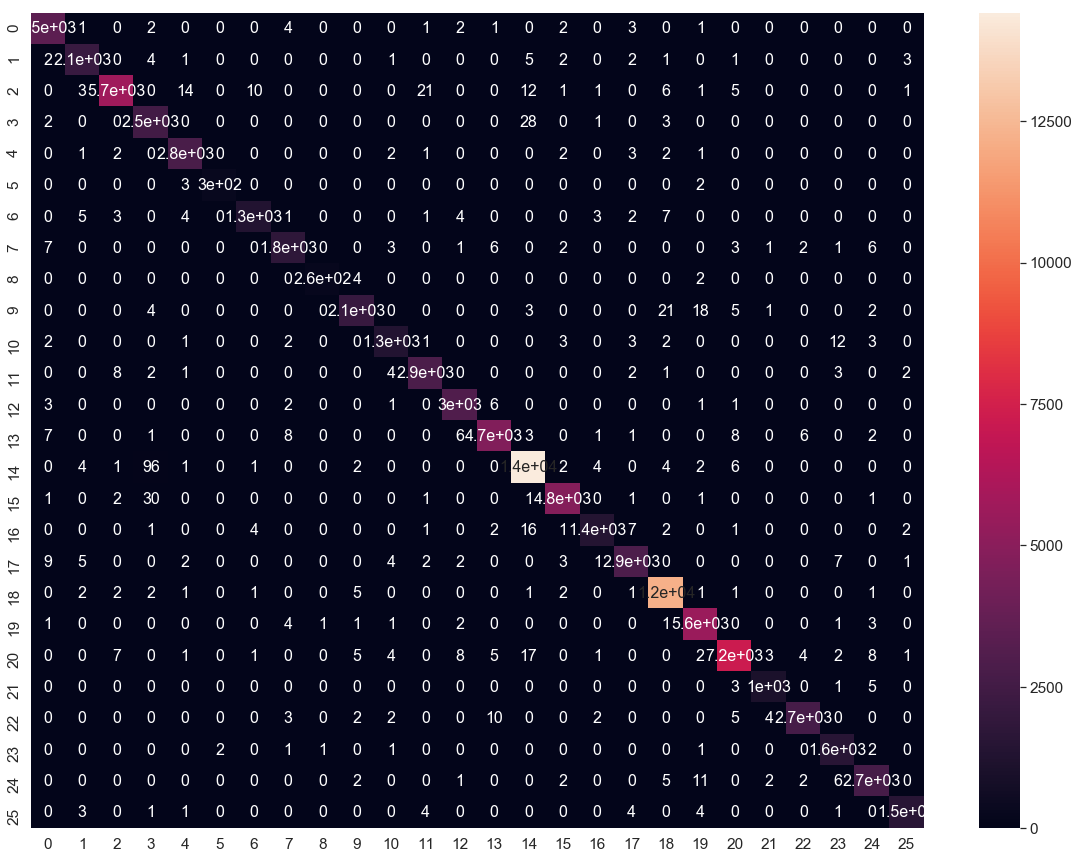 5e+03 1 0 2 0 0 0 4 0 0 0 1 2 1 0 2 0 3 0 1 0 0 0 0 0 0
2 2.1e+03 0 4 1 0 0 0 0 0 1 0 0 0 5 2 0 2 1 0 1 0 0 0 0 3
0 3 5.7e+03 0 14 0 10 0 0 0 0 21 0 0 12 1 1 0 6 1 5 0 0 0 0 1
2 0 0 2.5e+03 0 0 0 0 0 0 0 0 0 0 28 0 1 0 3 0 0 0 0 0 0 0
0 1 2 0 2.8e+03 0 0 0 0 0 2 1 0 0 0 2 0 3 2 1 0 0 0 0 0 0
0 0 0 0 3 3e+02 0 0 0 0 0 0 0 0 0 0 0 0 0 2 0 0 0 0 0 0
0 5 3 0 4 0 1.3e+03 1 0 0 0 1 4 0 0 0 3 2 7 0 0 0 0 0 0 0
7 0 0 0 0 0 0 1.8e+03 0 0 3 0 1 6 0 2 0 0 0 0 3 1 2 1 6 0
0 0 0 0 0 0 0 0 2.6e+02 4 0 0 0 0 0 0 0 0 0 2 0 0 0 0 0 0
0 0 0 4 0 0 0 0 0 2.1e+03 0 0 0 0 3 0 0 0 21 18 5 1 0 0 2 0
2 0 0 0 1 0 0 2 0 0 1.3e+03 1 0 0 0 3 0 3 2 0 0 0 0 12 3 0
0 0 8 2 1 0 0 0 0 0 4 2.9e+03 0 0 0 0 0 2 1 0 0 0 0 3 0 2
3 0 0 0 0 0 0 2 0 0 1 0 3e+03 6 0 0 0 0 0 1 1 0 0 0 0 0
7 0 0 1 0 0 0 8 0 0 0 0 6 4.7e+03 3 0 1 1 0 0 8 0 6 0 2 0
0 4 1 96 1 0 1 0 0 2 0 0 0 0 1.4e+04 2 4 0 4 2 6 0 0 0 0 0
1 0 2 30 0 0 0 0 0 0 0 1 0 0 1 4.8e+03 0 1 0 1 0 0 0 0 1 0
0 0 0 1 0 0 4 0 0 0 0 1 0 2 16 1 1.4e+03 7 2 0 1 0 0 0 0 2
9 5 0 0 2 0 0 0 0 0 4 2 2 0 0 3 1 2.9e+03 0 0 0 0 0 7 0 1
0 2 2 2 1 0 1 0 0 5 0 0 0 0 1 2 0 1 1.2e+04 1 1 0 0 0 1 0
1 0 0 0 0 0 0 4 1 1 1 0 2 0 0 0 0 0 1 5.6e+03 0 0 0 1 3 0
0 0 7 0 1 0 1 0 0 5 4 0 8 5 17 0 1 0 0 2 7.2e+03 3 4 2 8 1
0 0 0 0 0 0 0 0 0 0 0 0 0 0 0 0 0 0 0 0 3 1e+03 0 1 5 0
0 0 0 0 0 0 0 3 0 2 2 0 0 10 0 0 2 0 0 0 5 4 2.7e+03 0 0 0
0 0 0 0 0 2 0 1 1 0 1 0 0 0 0 0 0 0 0 1 0 0 0 1.6e+03 2 0
0 0 0 0 0 0 0 0 0 2 0 0 1 0 0 2 0 0 5 11 0 2 2 6 2.7e+03 0
0 3 0 1 1 0 0 0 0 0 0 4 0 0 0 0 0 4 0 4 0 0 0 1 0 1.5e+0
0
1
2
3
4
5
6
7
8
9
10
11
12
13
14
15
16
17
18
19
20
21
22
23
24
25
0 1 2 3 4 5 6 7 8 9 10 11 12 13 14 15 16 17 18 19 20 21 22 23 24 25
12500
10000
7500
5000
2500
0